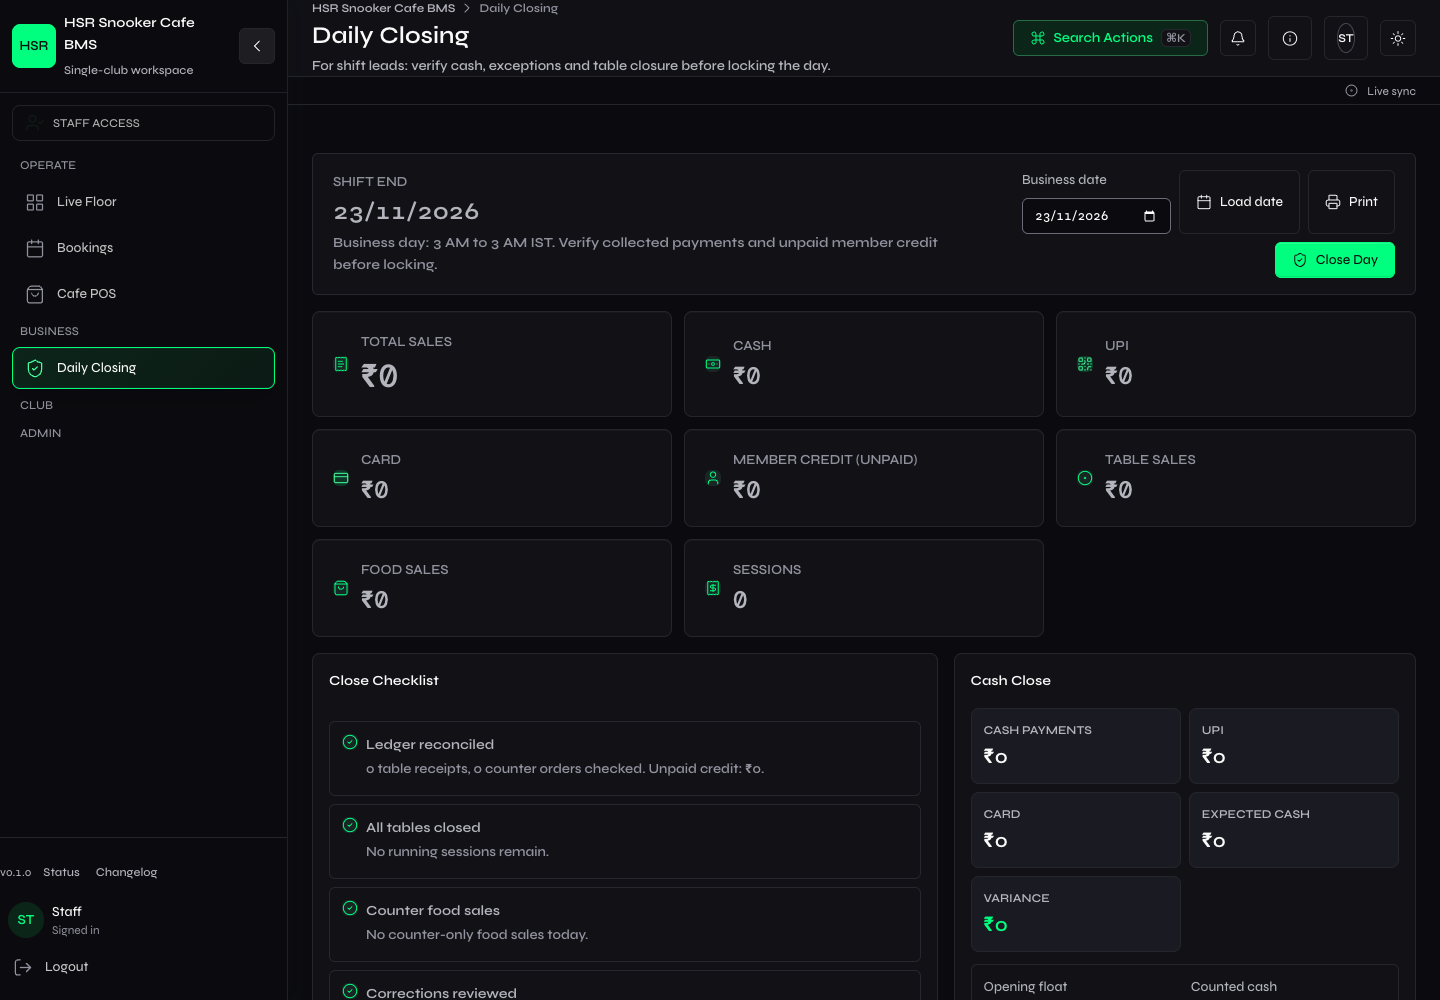 HSR
HSR Snooker Cafe
BMS
Single-club workspace
STAFF ACCESS
OPERATE
Live Floor
Bookings
Cafe POS
BUSINESS
Daily Closing
CLUB
ADMIN
v0.1.0 Status Changelog
ST
Staff
Signed in
Logout
HSR Snooker Cafe BMS > Daily Closing
Daily Closing
For shift leads: verify cash, exceptions and table closure before locking the day.
Search Actions ⌘K
ST
Live sync
SHIFT END
23/11/2026
Business day: 3 AM to 3 AM IST. Verify collected payments and unpaid member credit
before locking.
Business date
23/11/2026
Load date
Print
Close Day
TOTAL SALES
₹0
CASH
₹0
UPI
₹0
CARD
₹0
MEMBER CREDIT (UNPAID)
₹0
TABLE SALES
₹0
FOOD SALES
₹0
SESSIONS
0
Close Checklist
Ledger reconciled
0 table receipts, 0 counter orders checked. Unpaid credit: ₹0.
All tables closed
No running sessions remain.
Counter food sales
No counter-only food sales today.
Corrections reviewed
Cash Close
CASH PAYMENTS
₹0
UPI
₹0
CARD
₹0
EXPECTED CASH
₹0
VARIANCE
₹0
Opening float
Counted cash